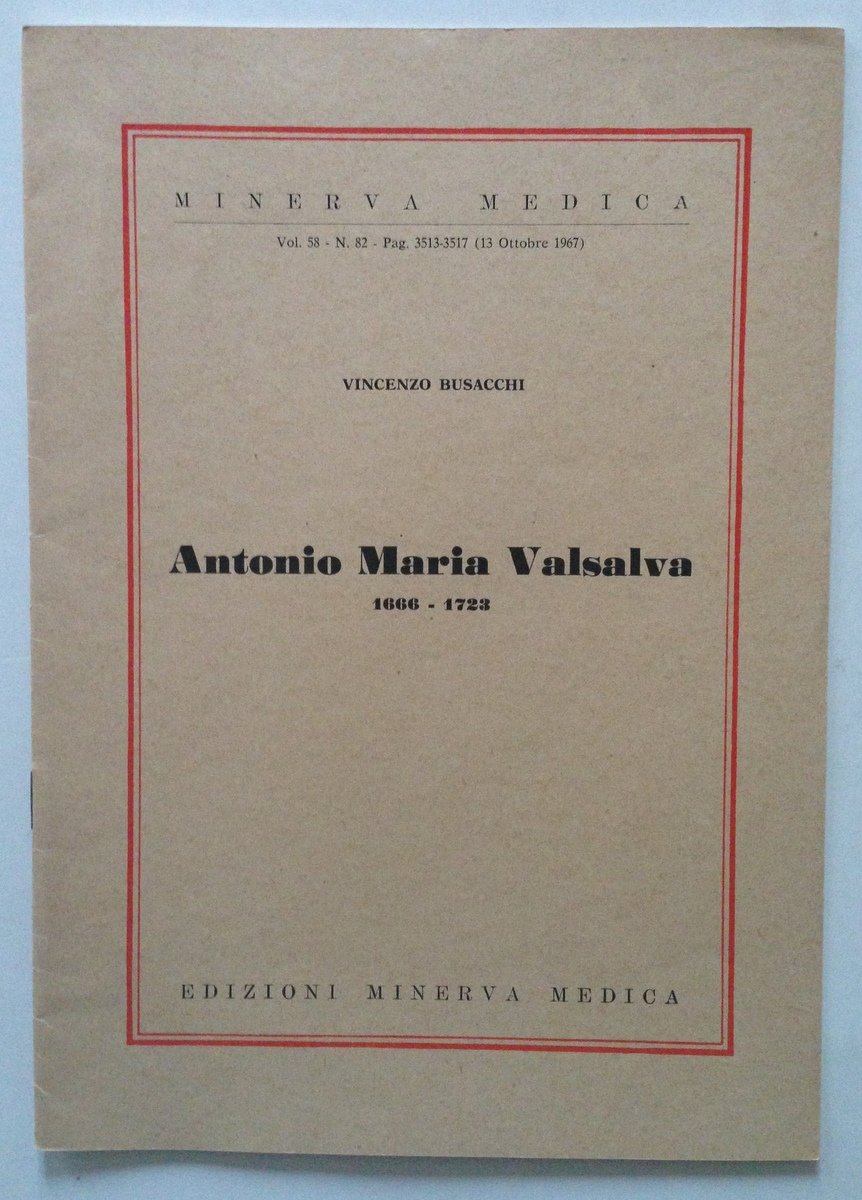 MINERVA MEDICA
Vol. 58 - N. 82 - Pag. 3513-3517 (13 Ottobre 1967)
VINCENZO BUSACCHI
Antonio Maria Valsalva
1666 - 1723
EDIZIONI MINERVA MEDICA